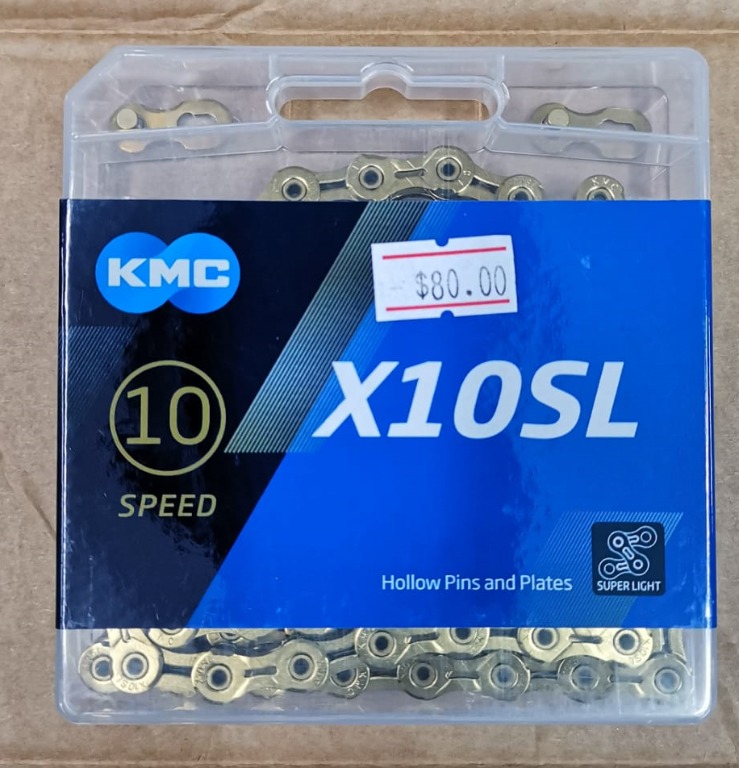 KMC
$80.00
X10SL
10
SPEED
Hollow Pins and Plates
SUPER LIGHT